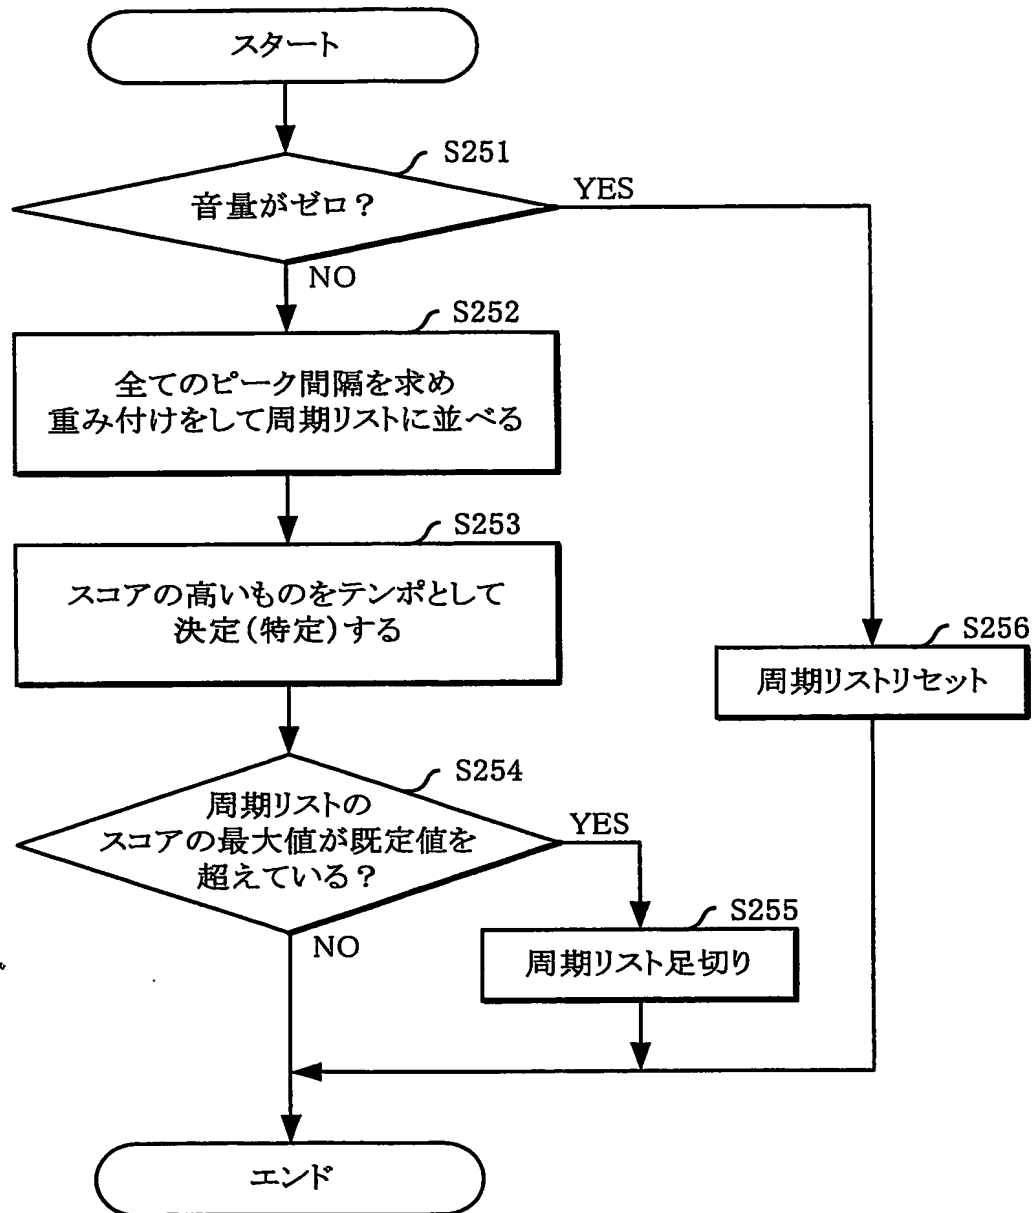 スタート
S251
音量がゼロ?
YES
NO
S252
全てのピーク間隔を求め
重み付けをして周期リストに並べる
S253
スコアの高いものをテンポとして
決定(特定)する
S256
周期リストリセット
S254
周期リストの
スコアの最大値が既定値を
超えている?
YES
NO
S255
周期リスト足切り
エンド